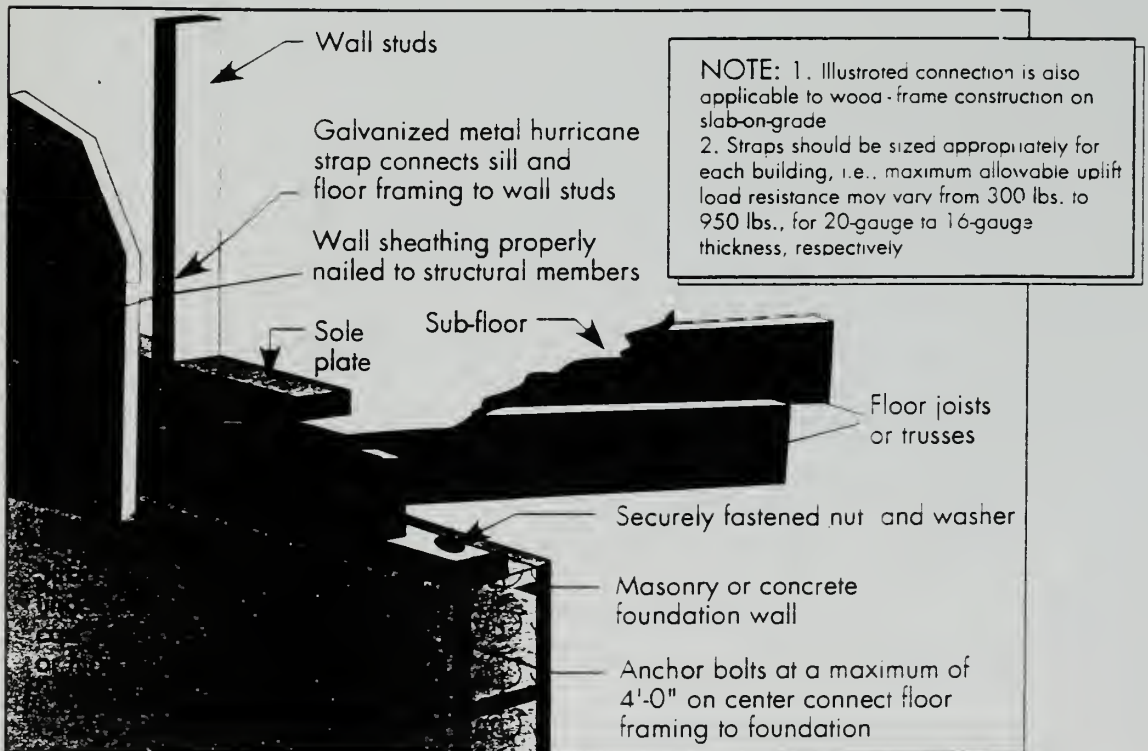 Wall studs
NOTE: 1. Illustroted connection is also
applicable to wood-frame construction on
slab-on-grade
2. Straps should be sized appropriately for
each building, i.e., maximum allowable uplift
load resistance moy vary from 300 lbs. to
950 lbs., for 20-gauge ta 16-gauge
thickness, respectively
Galvanized metal hurricane
strap connects sill and
floor framing to wall studs
Wall sheathing properly
nailed to structural members
Sole
plate
Sub-floor
Floor joists
or trusses
Securely fastened nut and washer
Masonry or concrete
foundation wall
Anchor bolts at a maximum of
4'-0" on center connect floor
framing to foundation